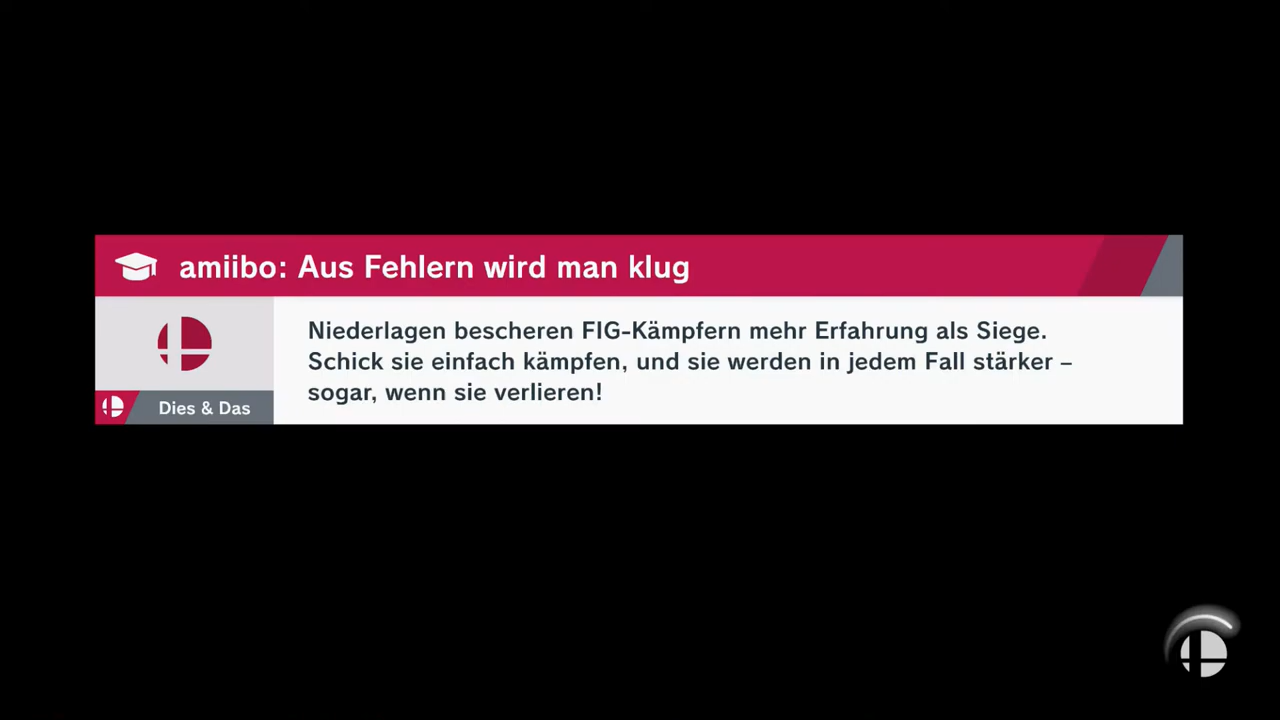 amiibo: Aus Fehlern wird man klug
Niederlagen bescheren FIG-Kämpfern mehr Erfahrung als Siege.
Schick sie einfach kämpfen, und sie werden in jedem Fall stärker –
sogar, wenn sie verlieren!
Dies & Das